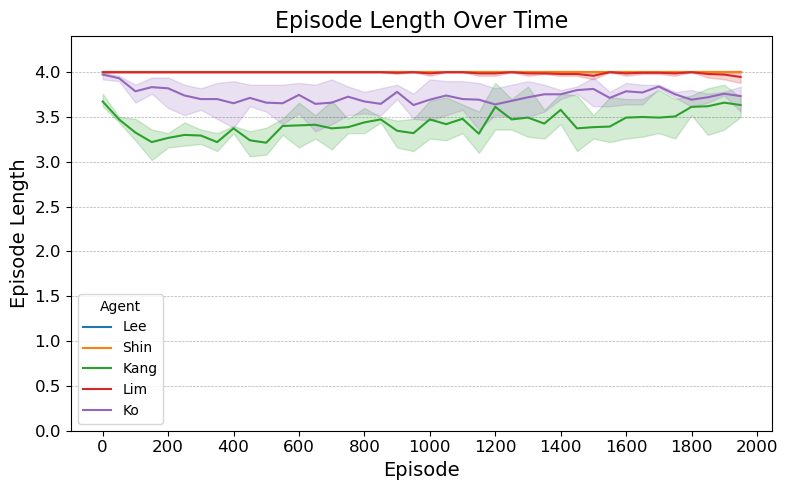 Episode Length Over Time
Episode Length
4.0
3.5
3.0
2.5
2.0
1.5
1.0
0.5
0.0
Agent
Lee
Shin
Kang
Lim
Ko
0 200 400 600 800 1000 1200 1400 1600 1800 2000
Episode